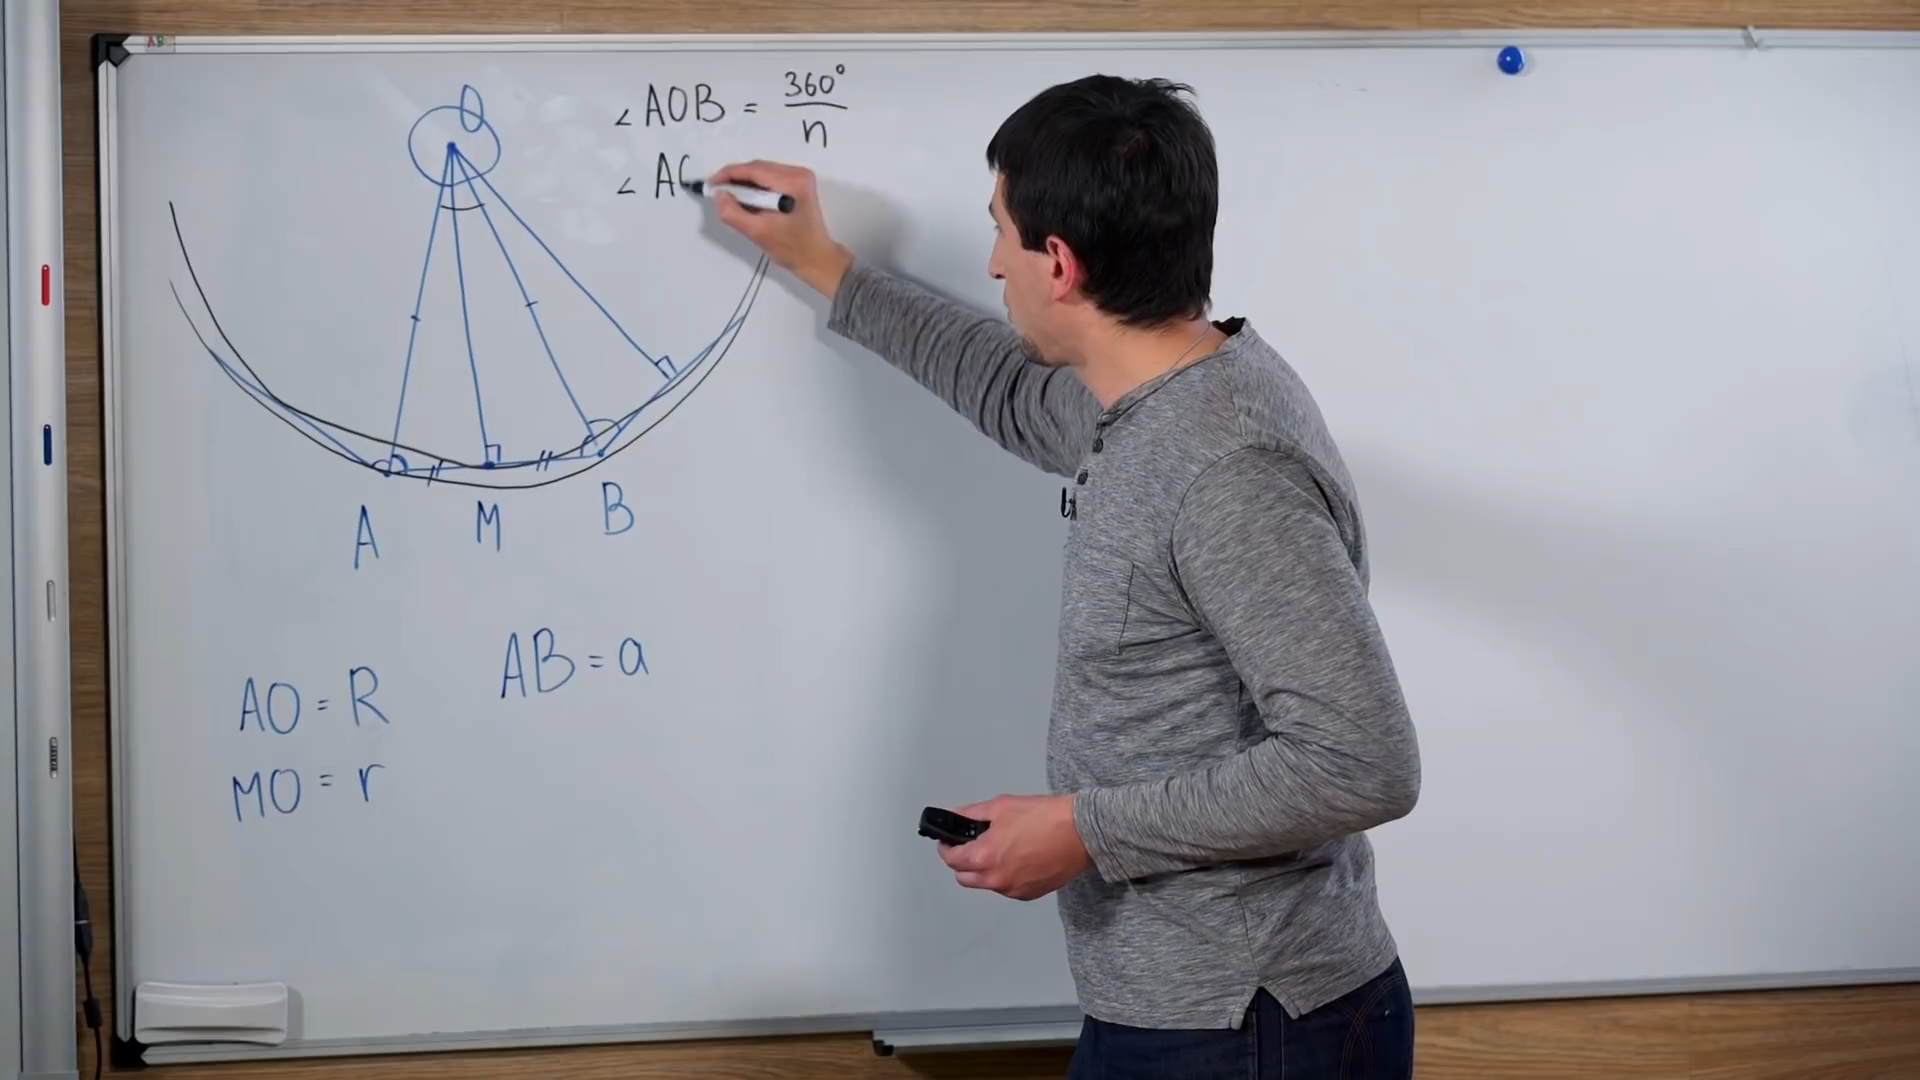 O
∠AOB = 360°/n
∠AO
A M B
AB = a
AO = R
MO = r